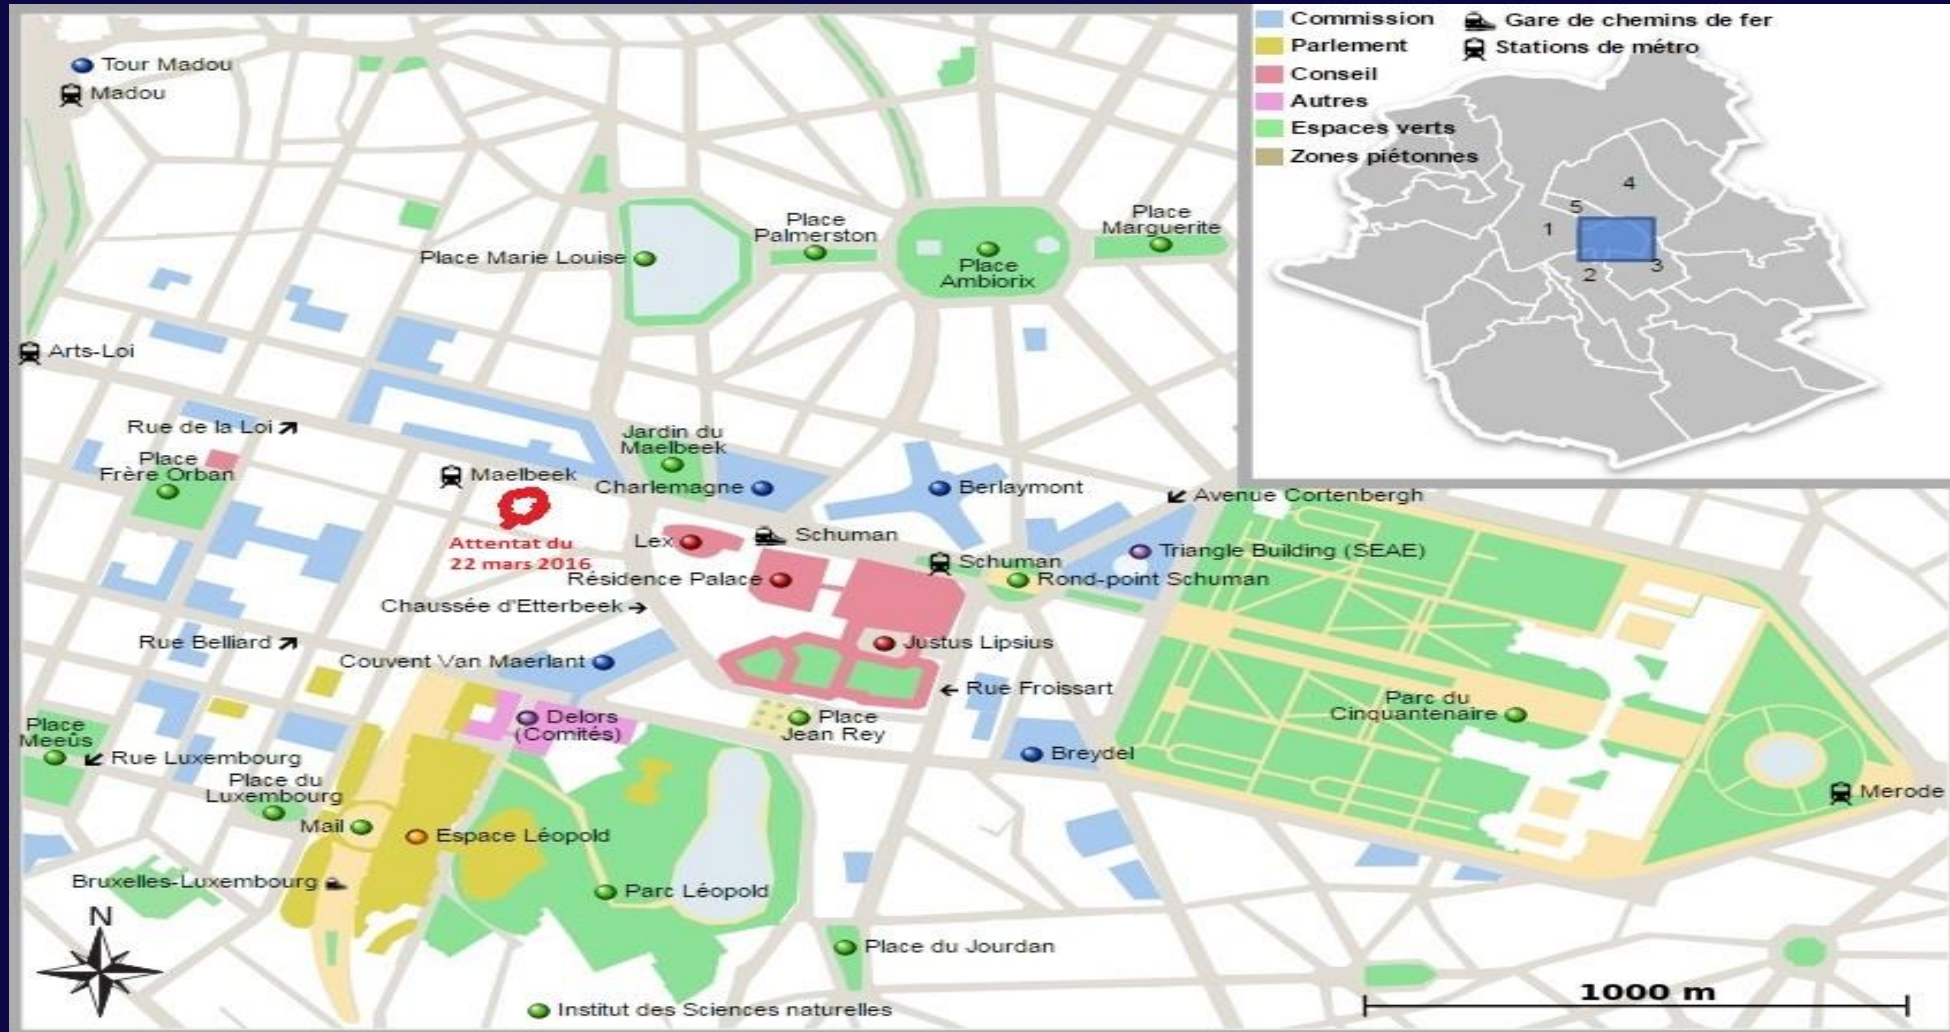 Tour Madou
Madou
Place Marie Louise
Place
Palmerston
Place
Ambiorix
Place
Marguerite
Arts-Loi
Rue de la Loi
Place
Frère Orban
Maelbeek
Attentat du
22 mars 2016
Jardin du
Maelbeek
Charlemagne
Berlaymont
Avenue Cortenbergh
Lex
Schuman
Schuman
Triangle Building (SEAE)
Résidence Palace
Rond-point Schuman
Chaussée d'Etterbeek
Rue Belliard
Couvent Van Maerlant
Justus Lipsius
Rue Froissart
Place
Meeûs
Rue Luxembourg
Delors
(Comités)
Place
Jean Rey
Breydel
Parc du
Cinquantenaire
Merode
Place du
Luxembourg
Mail
Espace Léopold
Bruxelles-Luxembourg
Parc Léopold
N
Place du Jourdan
Institut des Sciences naturelles
1000 m
Commission
Parlement
Conseil
Autres
Espaces verts
Zones piétonnes
Gare de chemins de fer
Stations de métro
4
5
1
3
2